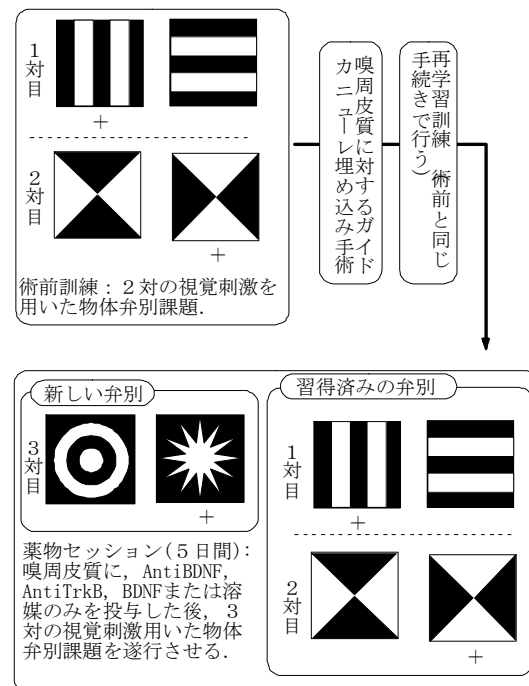 1対目
+
2対目
+
術前訓練：2対の視覚刺激を
用いた物体弁別課題.
嗅周皮質に対するガイド
カニューレ埋め込み手術
再学習訓練（術前と同じ
手続きで行う）
新しい弁別
3対目
+
薬物セッション(5日間):
嗅周皮質に, AntiBDNF,
AntiTrkB, BDNFまたは溶
媒のみを投与した後, 3
対の視覚刺激用いた物体
弁別課題を遂行させる.
習得済みの弁別
1対目
+
2対目
+